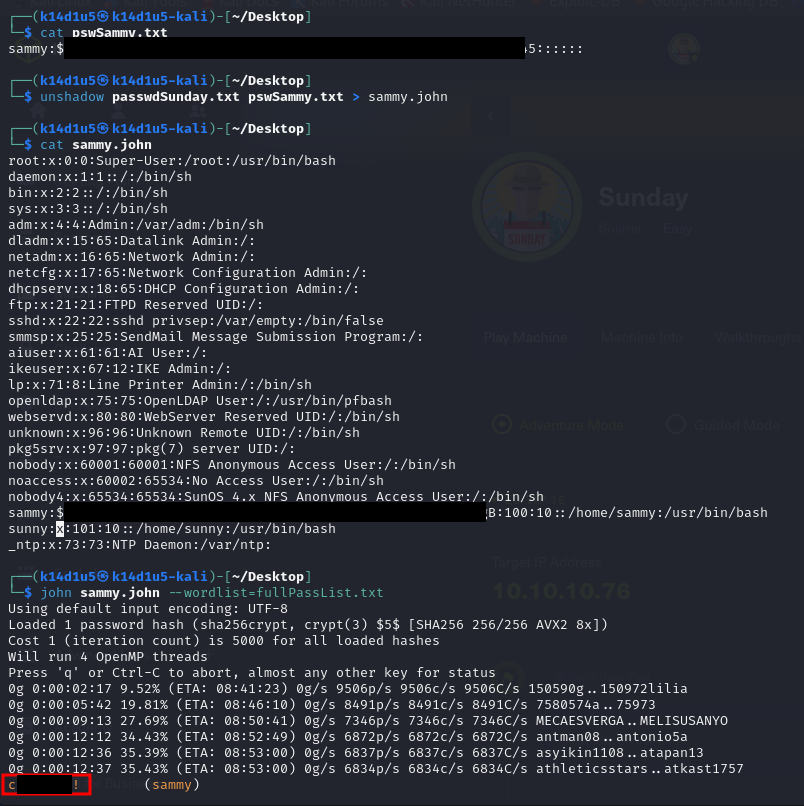 ┌──(k14d1u5㉿k14d1u5-kali)-[~/Desktop]
└─$ cat pswSammy.txt
sammy:$ 45::::::
┌──(k14d1u5㉿k14d1u5-kali)-[~/Desktop]
└─$ unshadow passwdSunday.txt pswSammy.txt > sammy.john
┌──(k14d1u5㉿k14d1u5-kali)-[~/Desktop]
└─$ cat sammy.john
root:x:0:0:Super-User:/root:/usr/bin/bash
daemon:x:1:1::/:/bin/sh
bin:x:2:2::/:/bin/sh
sys:x:3:3::/:/bin/sh
adm:x:4:4:Admin:/var/adm:/bin/sh
dladm:x:15:65:Datalink Admin:/:
netadm:x:16:65:Network Admin:/:
netcfg:x:17:65:Network Configuration Admin:/:
dhcpserv:x:18:65:DHCP Configuration Admin:/:
ftp:x:21:21:FTPD Reserved UID:/:
sshd:x:22:22:sshd privsep:/var/empty:/bin/false
smmsp:x:25:25:SendMail Message Submission Program:/:
aiuser:x:61:61:AI User:/:
ikeuser:x:67:12:IKE Admin:/:
lp:x:71:8:Line Printer Admin:/:/bin/sh
openldap:x:75:75:OpenLDAP User:/:/usr/bin/pfbash
webservd:x:80:80:WebServer Reserved UID:/:/bin/sh
unknown:x:96:96:Unknown Remote UID:/:/bin/sh
pkg5srv:x:97:97:pkg(7) server UID:/:
nobody:x:60001:60001:NFS Anonymous Access User:/:/bin/sh
noaccess:x:60002:65534:No Access User:/:/bin/sh
nobody4:x:65534:65534:SunOS 4.x NFS Anonymous Access User:/:/bin/sh
sammy:$ B:100:10::/home/sammy:/usr/bin/bash
sunny:x:101:10::/home/sunny:/usr/bin/bash
_ntp:x:73:73:NTP Daemon:/var/ntp:
┌──(k14d1u5㉿k14d1u5-kali)-[~/Desktop]
└─$ john sammy.john --wordlist=fullPassList.txt
Using default input encoding: UTF-8
Loaded 1 password hash (sha256crypt, crypt(3) $5$ [SHA256 256/256 AVX2 8x])
Cost 1 (iteration count) is 5000 for all loaded hashes
Will run 4 OpenMP threads
Press 'q' or Ctrl-C to abort, almost any other key for status
0g 0:00:02:17 9.52% (ETA: 08:41:23) 0g/s 9506p/s 9506c/s 9506C/s 150590g..150972lilia
0g 0:00:05:42 19.81% (ETA: 08:46:10) 0g/s 8491p/s 8491c/s 8491C/s 7580574a..75973
0g 0:00:09:13 27.69% (ETA: 08:50:41) 0g/s 7346p/s 7346c/s 7346C/s MECAESVERGA..MELISUSANYO
0g 0:00:12:12 34.43% (ETA: 08:52:49) 0g/s 6872p/s 6872c/s 6872C/s antman08..antonio5a
0g 0:00:12:36 35.39% (ETA: 08:53:00) 0g/s 6837p/s 6837c/s 6837C/s asyikin1108..atapan13
0g 0:00:12:37 35.43% (ETA: 08:53:00) 0g/s 6834p/s 6834c/s 6834C/s athleticsstars..atkast1757
c ! (sammy)
Sunday
Easy
SUNDAY
Play Machine
Machine Info
Walkthroughs
Adventure Mode
Guided Mode
Target IP Address
10.10.10.76